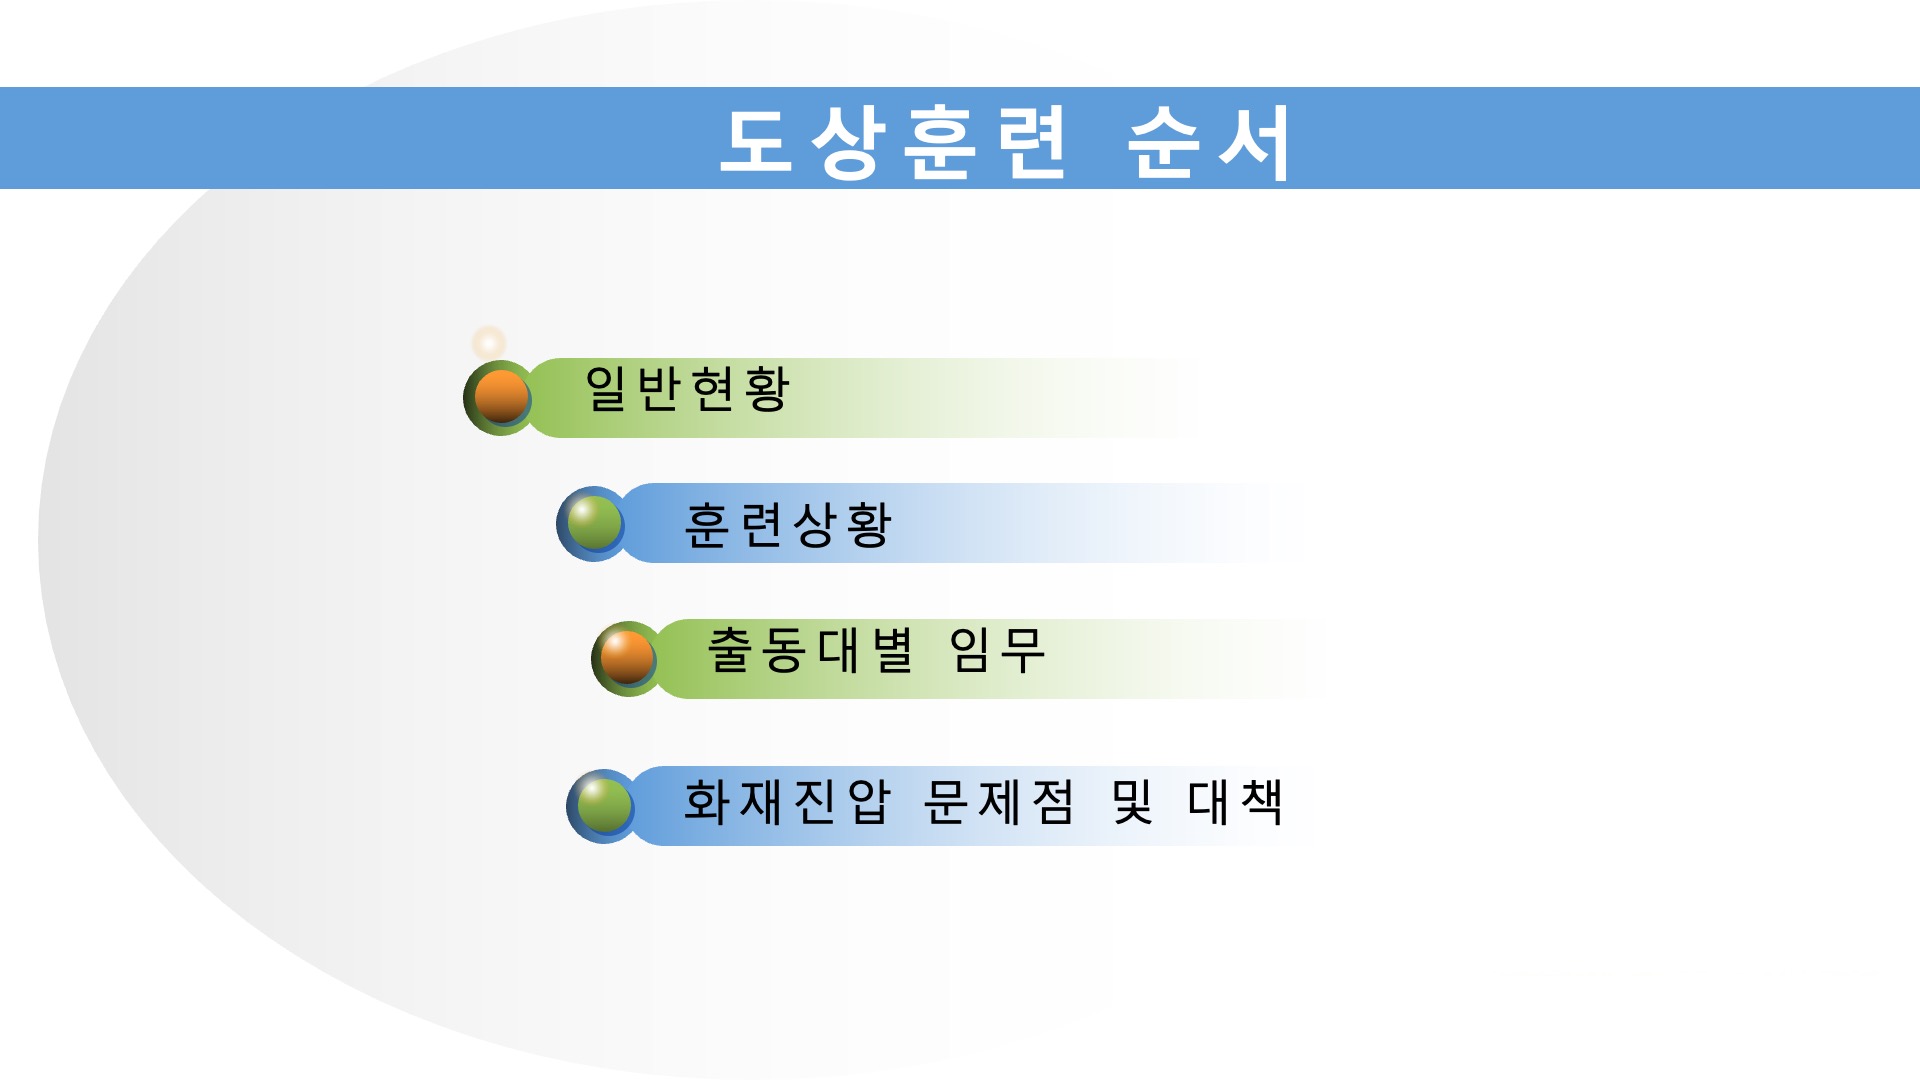 도상훈련 순서
일반현황
훈련상황
출동대별 임무
화재진압 문제점 및 대책